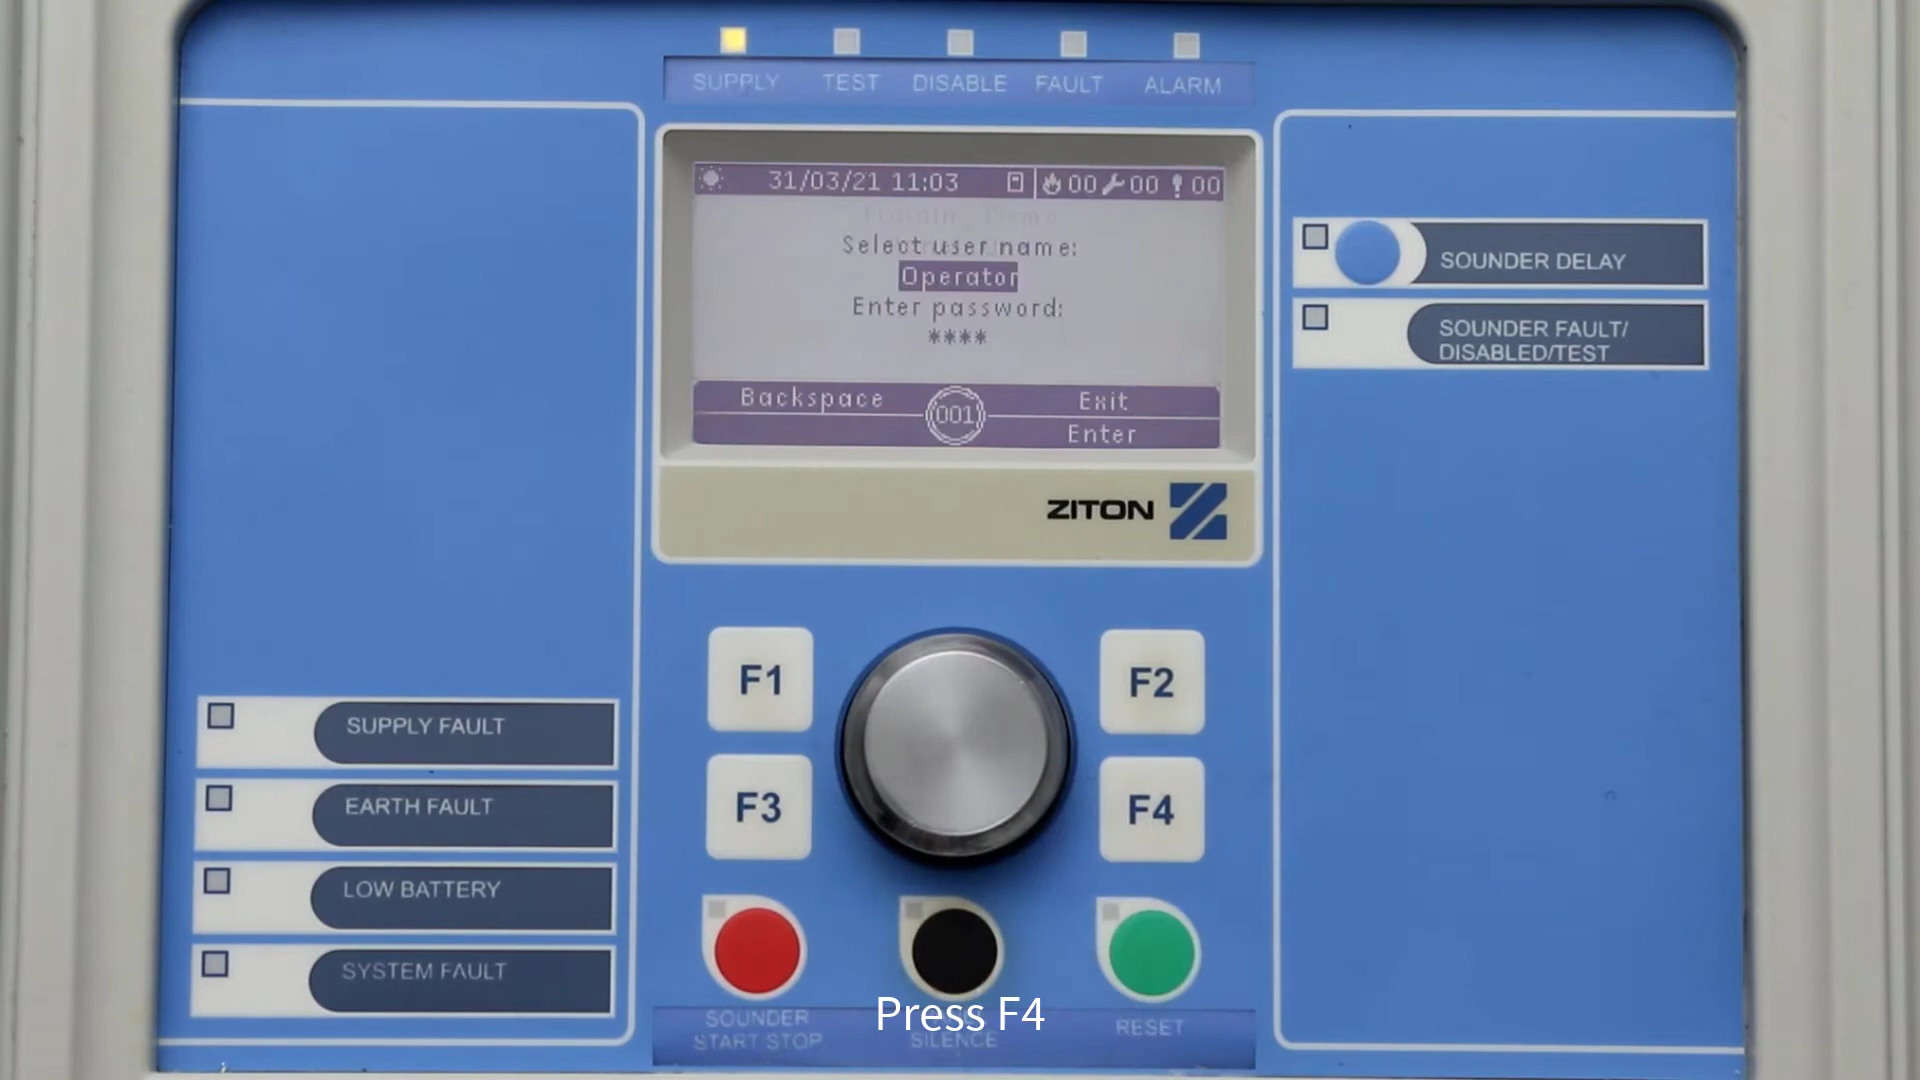 SUPPLY TEST DISABLE FAULT ALARM
31/03/21 11:03 00 00 00
Training Demo
Select user name:
Operator
Enter password:
****
Backspace Exit
001
Enter
ZITON
SOUNDER DELAY
SOUNDER FAULT/
DISABLED/TEST
F1 F2
F3 F4
SUPPLY FAULT
EARTH FAULT
LOW BATTERY
SYSTEM FAULT
SOUNDER
START STOP
SILENCE
RESET
Press F4